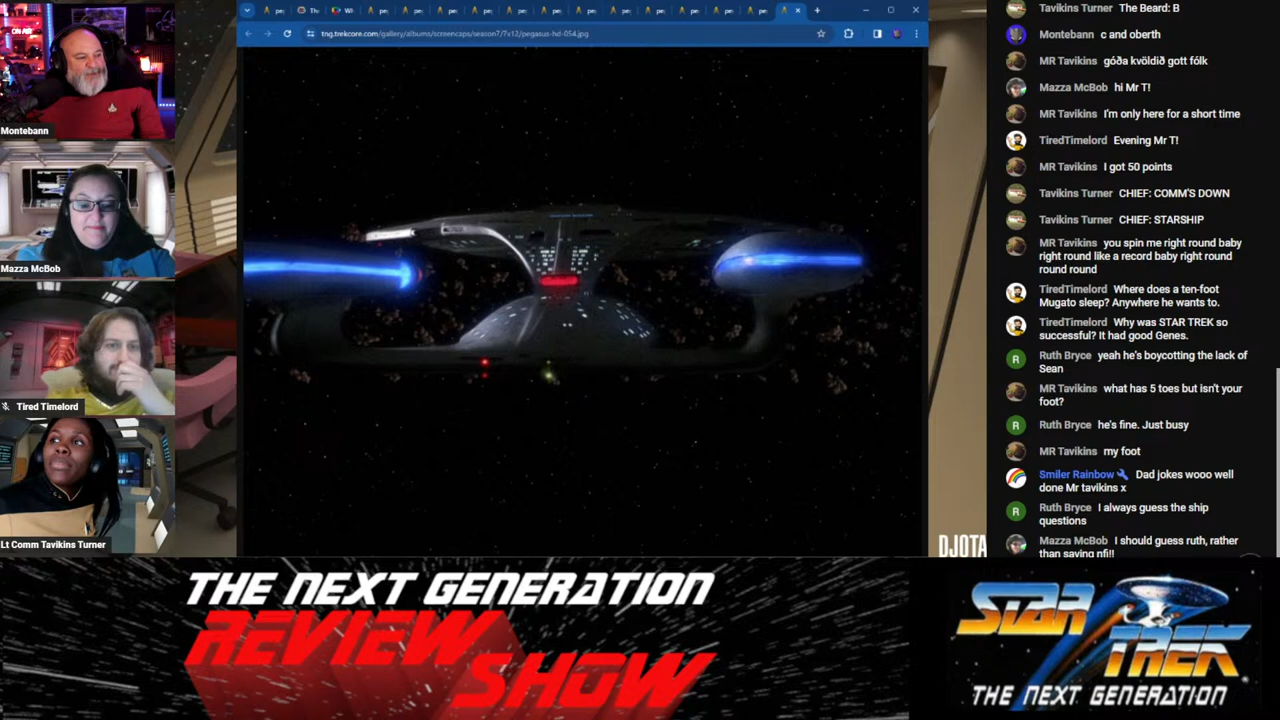 ON AIR
Montebann
Mazza McBob
Tired Timelord
Lt Comm Tavikins Turner
tng.trekcore.com/gallery/albums/screencaps/season7/7x12/pegasus-hd-054.jpg
Tavikins Turner The Beard: B
Montebann c and oberth
MR Tavikins góða kvöldið gott fólk
Mazza McBob hi Mr T!
MR Tavikins I'm only here for a short time
TiredTimelord Evening Mr T!
MR Tavikins I got 50 points
Tavikins Turner CHIEF: COMM'S DOWN
Tavikins Turner CHIEF: STARSHIP
MR Tavikins you spin me right round baby
right round like a record baby right round
round round
TiredTimelord Where does a ten-foot
Mugato sleep? Anywhere he wants to.
TiredTimelord Why was STAR TREK so
successful? It had good Genes.
Ruth Bryce yeah he's boycotting the lack of
Sean
MR Tavikins what has 5 toes but isn't your
foot?
Ruth Bryce he's fine. Just busy
MR Tavikins my foot
Smiler Rainbow Dad jokes wooo well
done Mr tavikins x
Ruth Bryce I always guess the ship
questions
Mazza McBob I should guess ruth, rather
than saying nfi!!
DJOTA
THE NEXT GENERATION
REVIEW
SHOW
STAR
TREK
THE NEXT GENERATION